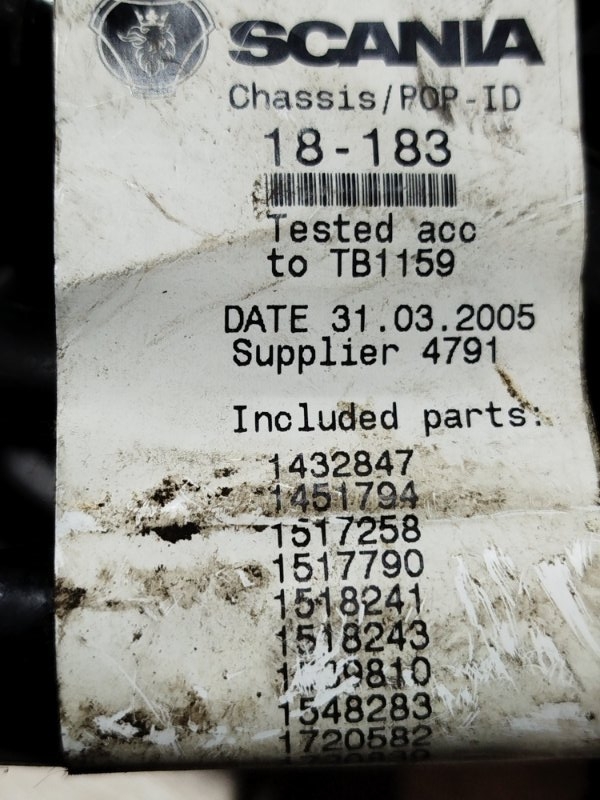 SCANIA
Chassis/POP-ID
18-183
Tested acc
to TB1159
DATE 31.03.2005
Supplier 4791
Included parts:
1432847
1451794
1517258
1517790
1518241
1518243
1548283
1720582